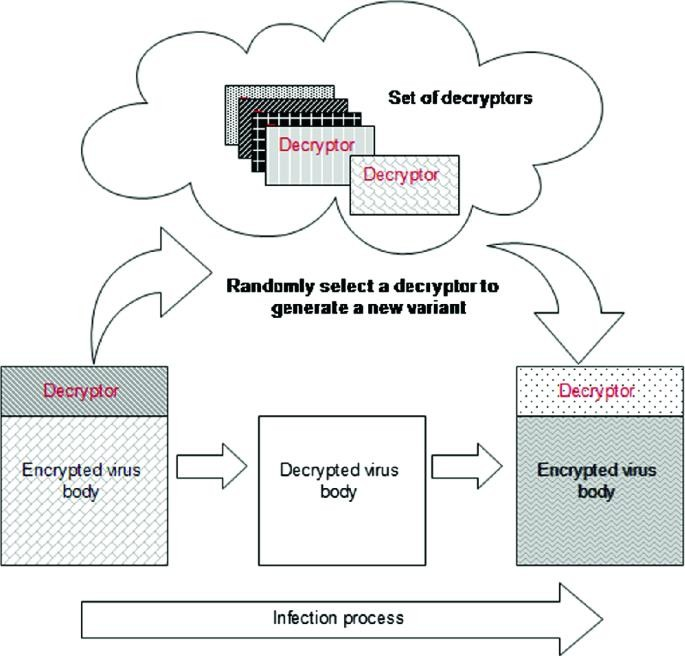 Set of decryptors
Decryptor
Decryptor
Randomly select a decryptor to
generate a new variant
Decryptor
Encrypted virus
body
Decrypted virus
body
Decryptor
Encrypted virus
body
Infection process